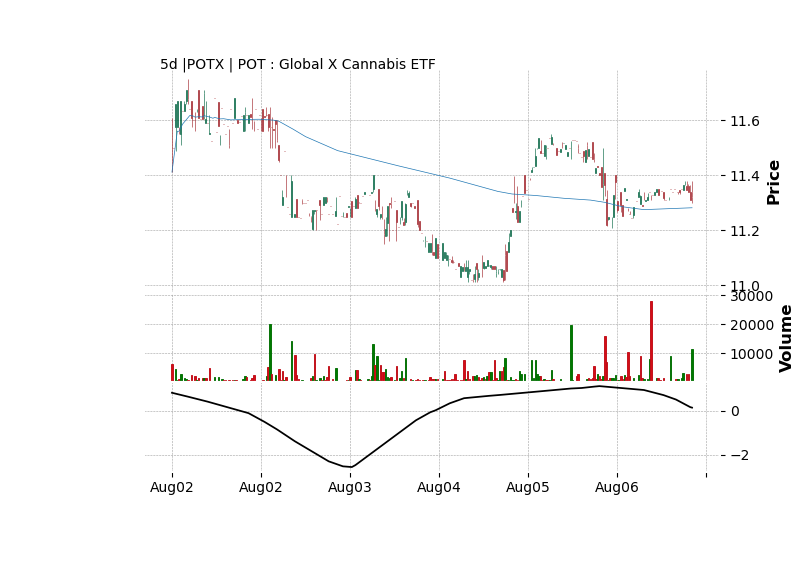 5d |POTX | POT : Global X Cannabis ETF
11.6
11.4
11.2
11.0
Price
30000
20000
10000
Volume
0
−2
Aug02
Aug02
Aug03
Aug04
Aug05
Aug06